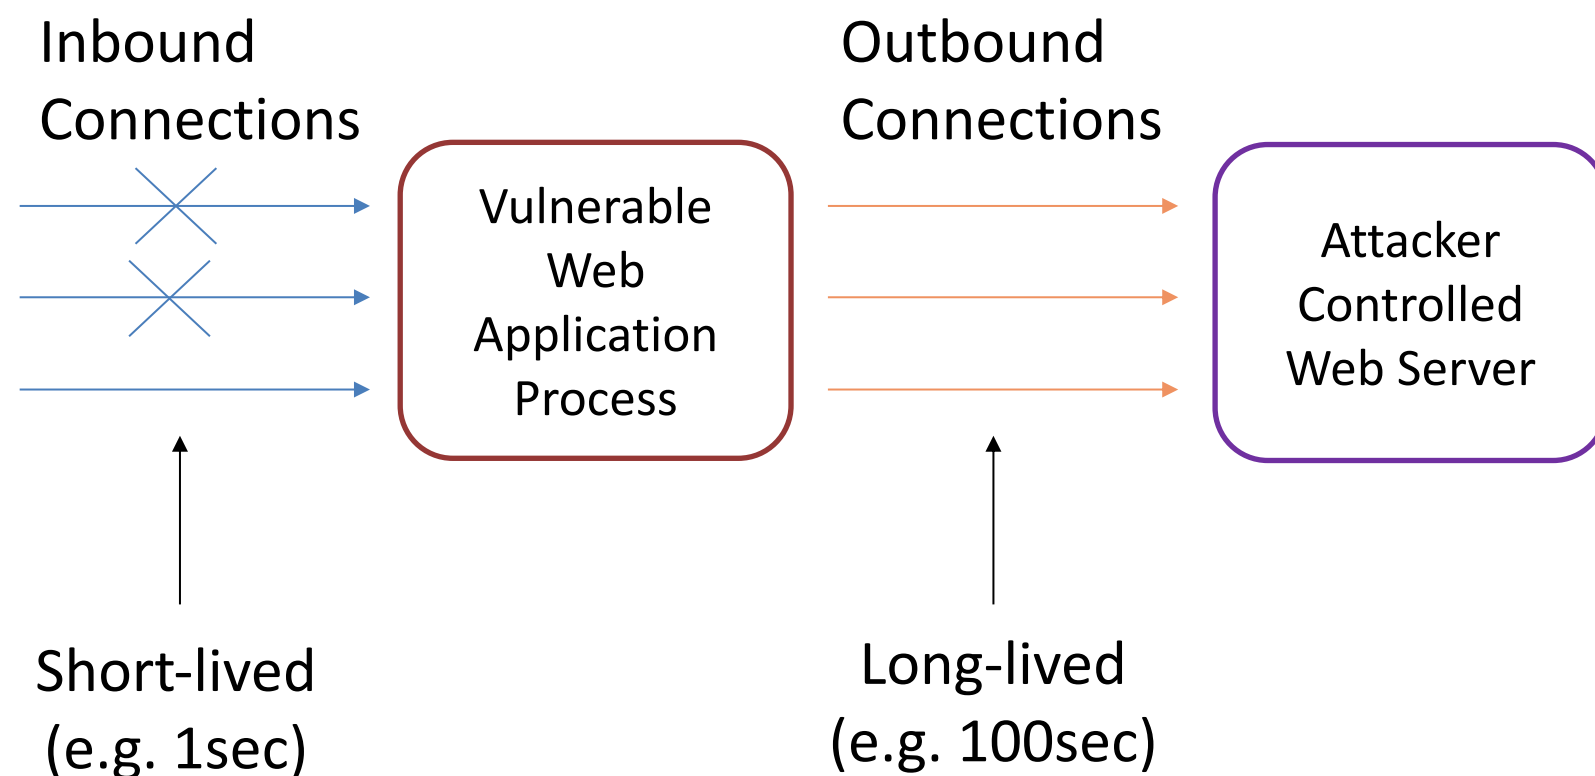 Inbound
Connections
Outbound
Connections
Vulnerable
Web
Application
Process
Attacker
Controlled
Web Server
Short-lived
(e.g. 1sec)
Long-lived
(e.g. 100sec)